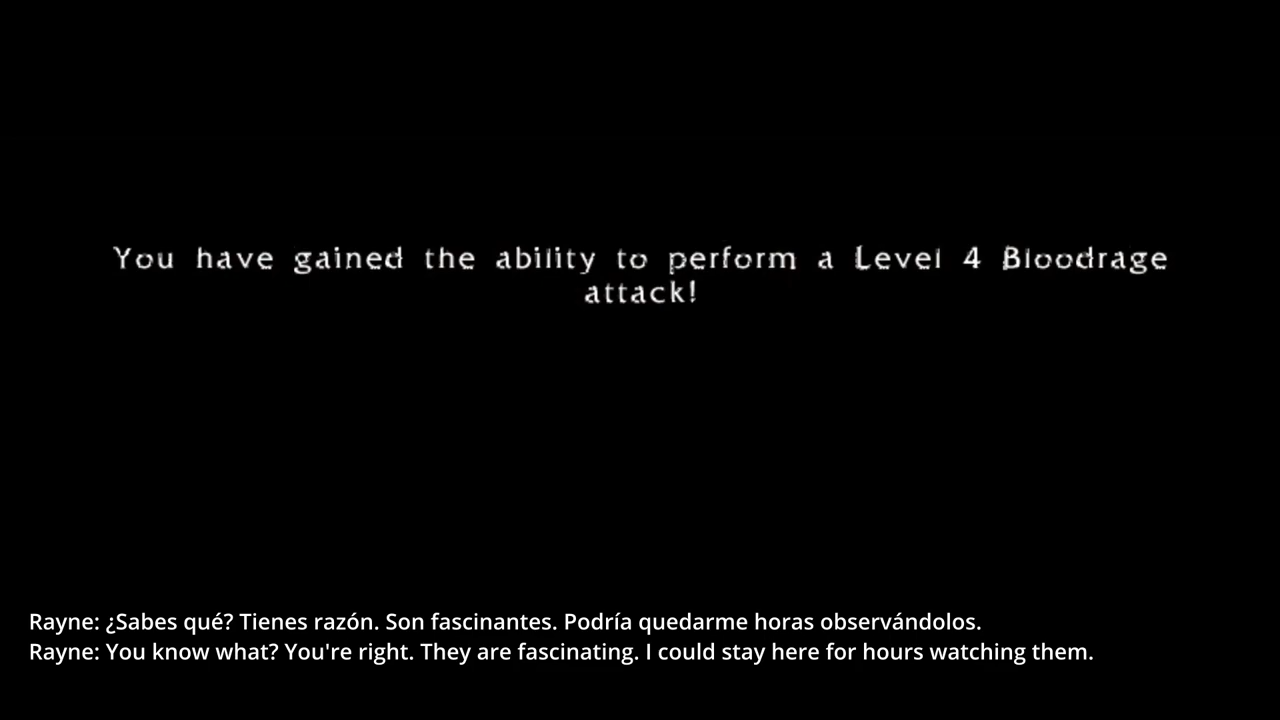 You have gained the ability to perform a Level 4 Bloodrage
attack!
Rayne: ¿Sabes qué? Tienes razón. Son fascinantes. Podría quedarme horas observándolos.
Rayne: You know what? You're right. They are fascinating. I could stay here for hours watching them.